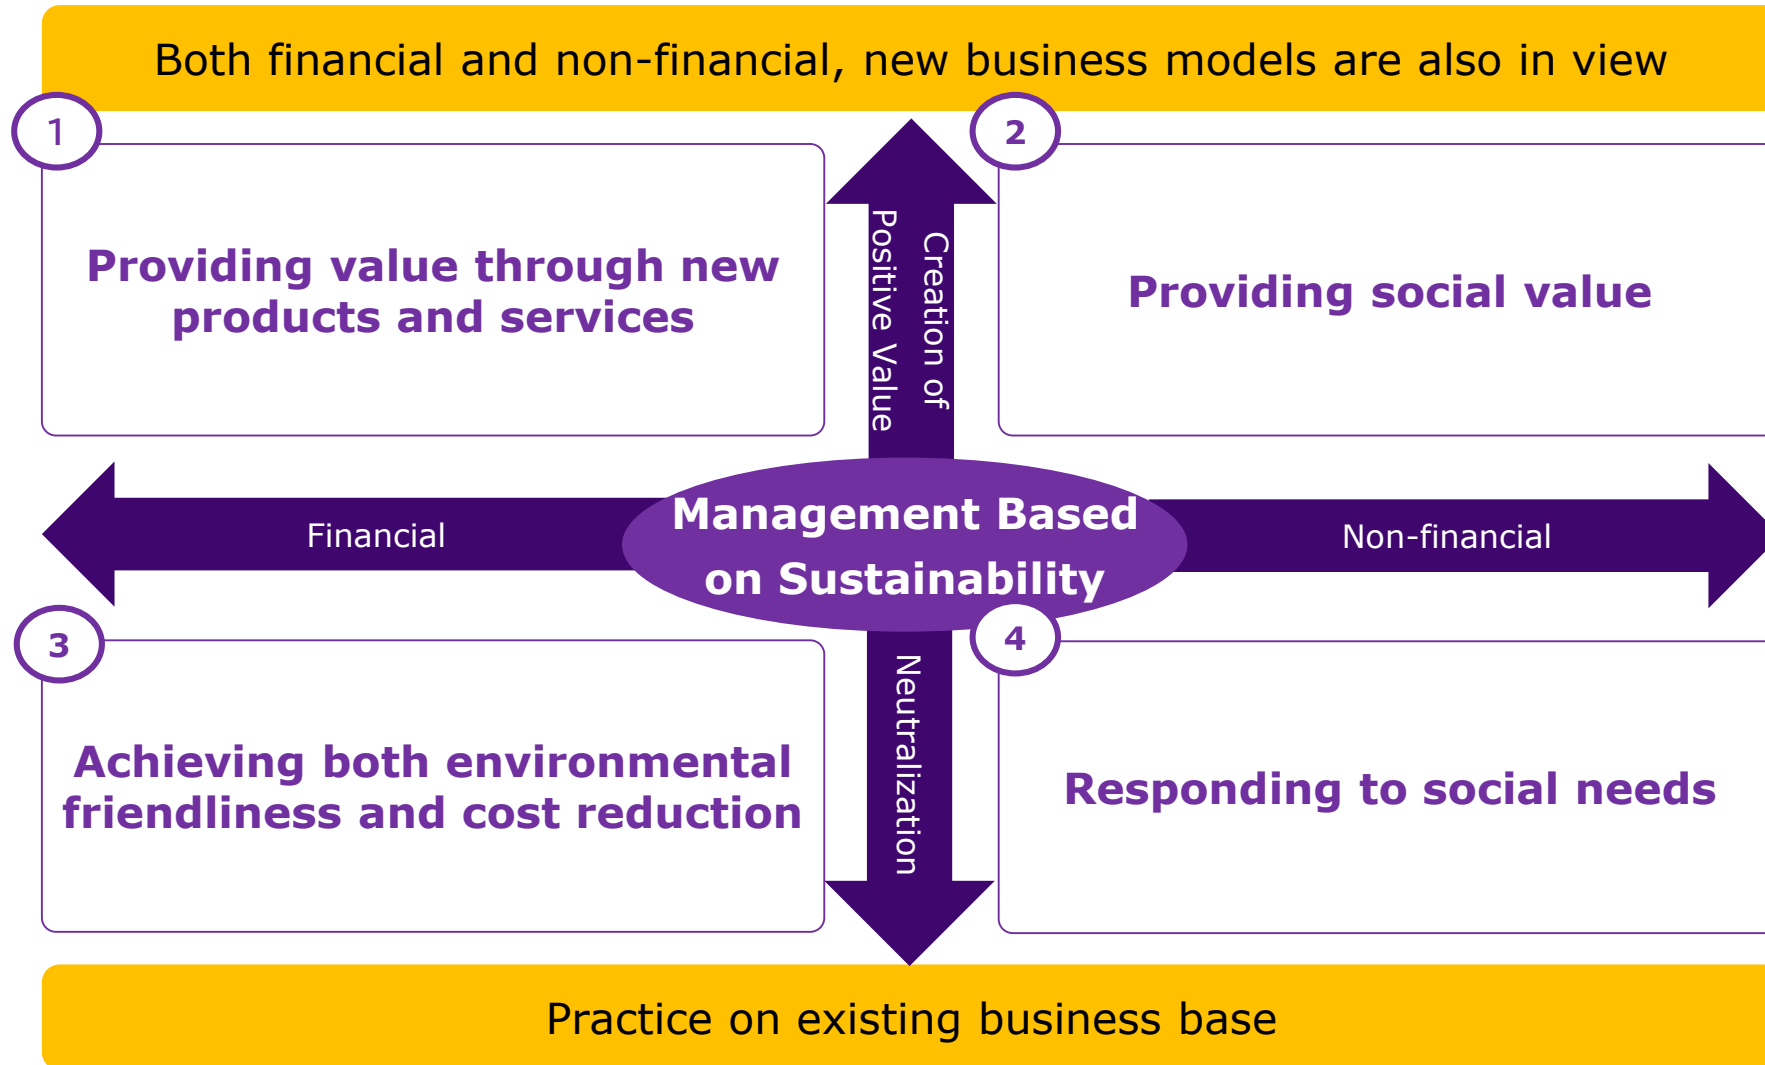 Both financial and non-financial, new business models are also in view
1
2
Providing value through new
products and services
Creation of
Positive Value
Providing social value
Financial
Management Based
on Sustainability
Non-financial
3
4
Achieving both environmental
friendliness and cost reduction
Neutralization
Responding to social needs
Practice on existing business base